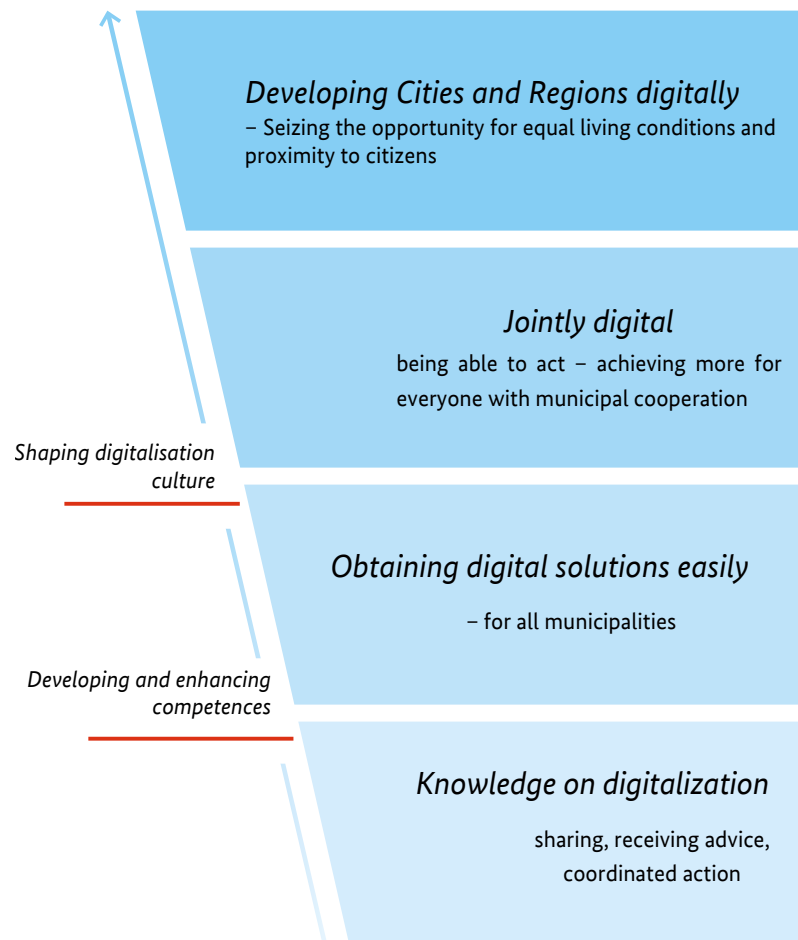 Developing Cities and Regions digitally
– Seizing the opportunity for equal living conditions and
proximity to citizens
Jointly digital
being able to act – achieving more for
everyone with municipal cooperation
Shaping digitalisation
culture
Obtaining digital solutions easily
– for all municipalities
Developing and enhancing
competences
Knowledge on digitalization
sharing, receiving advice,
coordinated action